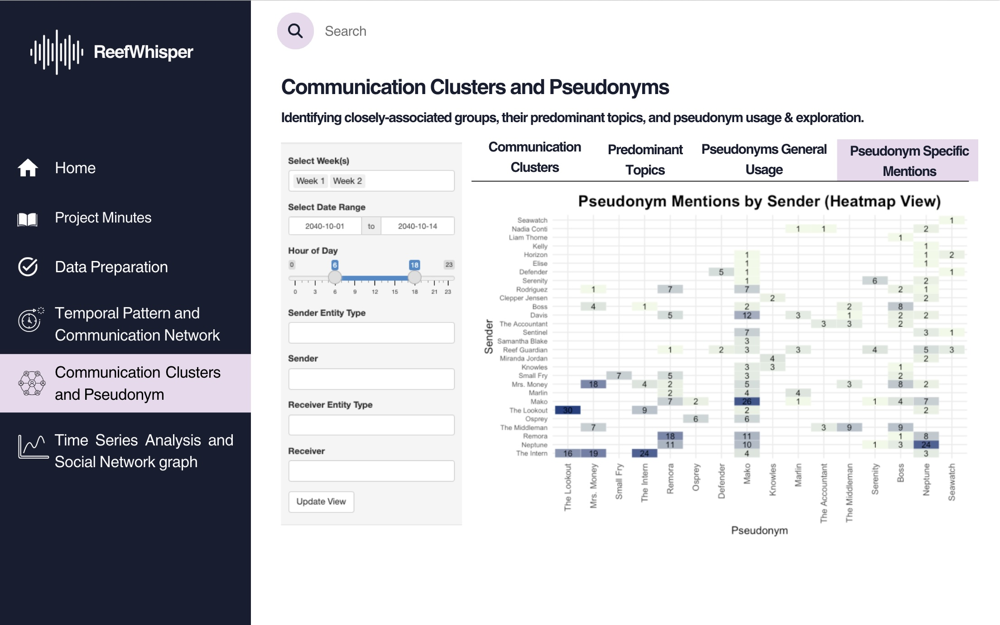 ReefWhisper
Home
Project Minutes
Data Preparation
Temporal Pattern and
Communication Network
Communication Clusters
and Pseudonym
Time Series Analysis and
Social Network graph
Search
Communication Clusters and Pseudonyms
Identifying closely-associated groups, their predominant topics, and pseudonym usage & exploration.
Select Week(s)
Week 1 Week 2
Select Date Range
2040-10-01 to 2040-10-14
Hour of Day
0 6 18 23
0 3 6 9 12 15 18 21 23
Sender Entity Type
Sender
Receiver Entity Type
Receiver
Update View
Communication
Clusters
Predominant
Topics
Pseudonyms General
Usage
Pseudonym Specific
Mentions
Pseudonym Mentions by Sender (Heatmap View)
Sender
Seawatch 1
Nadia Conti 1 1 2
Liam Thorne 1
Kelly 1
Horizon 1 1 2
Elise 1 1
Defender 5 1 1
Serenity 1 6 2
Rodriguez 1 7 7 2 1
Clepper Jensen 2 2
Boss 4 1 2 2 8
Davis 5 12 3 1 2 2
The Accountant 3 3 2
Sentinel 7 3 1
Samantha Blake 3
Reef Guardian 1 2 3 3 4 5 3
Miranda Jordan 4 2
Knowles 3 3 1
Small Fry 7 5 3 2
Mrs. Money 18 4 2 5 3 8 2
Marlin 2 4 4
Mako 7 2 26 1 1 4 7
The Lookout 30 9 2 2
Osprey 6 6
The Middleman 7 3 9 9
Remora 18 11 1 8
Neptune 11 10 1 3 24
The Intern 16 19 24 4 3
The Lookout
Mrs. Money
Small Fry
The Intern
Remora
Osprey
Defender
Mako
Knowles
Marlin
The Accountant
The Middleman
Serenity
Boss
Neptune
Seawatch
Pseudonym